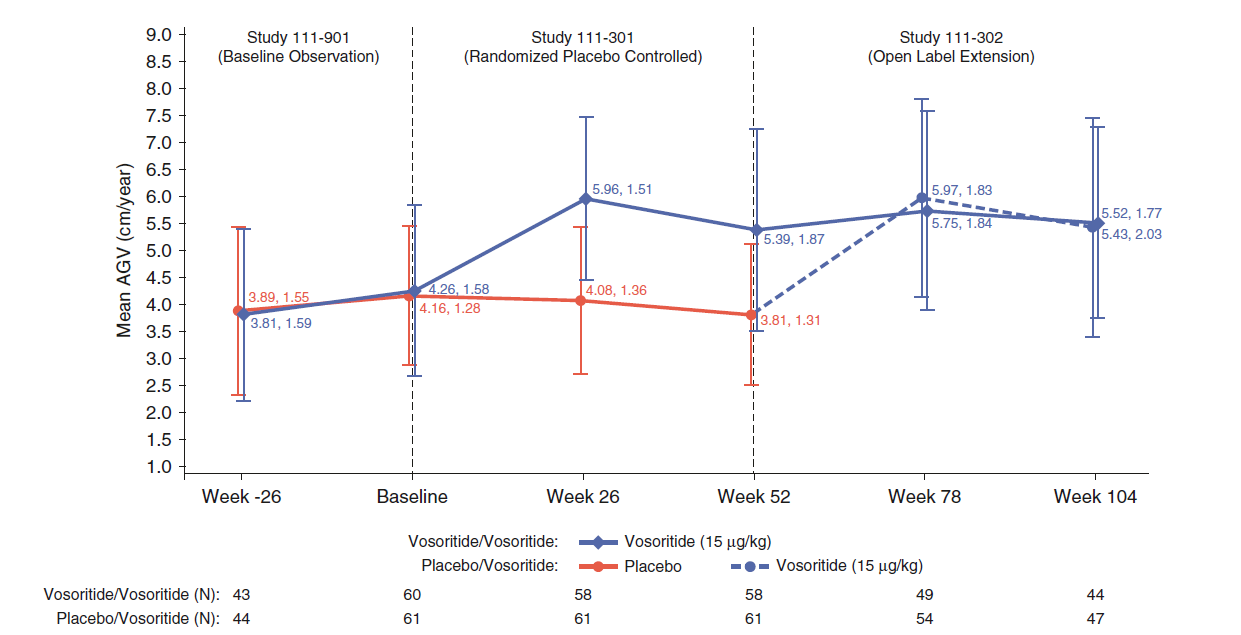 Study 111-901
(Baseline Observation)
Study 111-301
(Randomized Placebo Controlled)
Study 111-302
(Open Label Extension)
Mean AGV (cm/year)
9.0
8.5
8.0
7.5
7.0
6.5
6.0
5.5
5.0
4.5
4.0
3.5
3.0
2.5
2.0
1.5
1.0
3.89, 1.55
3.81, 1.59
4.26, 1.58
4.16, 1.28
5.96, 1.51
4.08, 1.36
5.39, 1.87
3.81, 1.31
5.97, 1.83
5.75, 1.84
5.52, 1.77
5.43, 2.03
Week -26 Baseline Week 26 Week 52 Week 78 Week 104
Vosoritide/Vosoritide: Vosoritide (15 μg/kg)
Placebo/Vosoritide: Placebo Vosoritide (15 μg/kg)
Vosoritide/Vosoritide (N): 43 60 58 58 49 44
Placebo/Vosoritide (N): 44 61 61 61 54 47